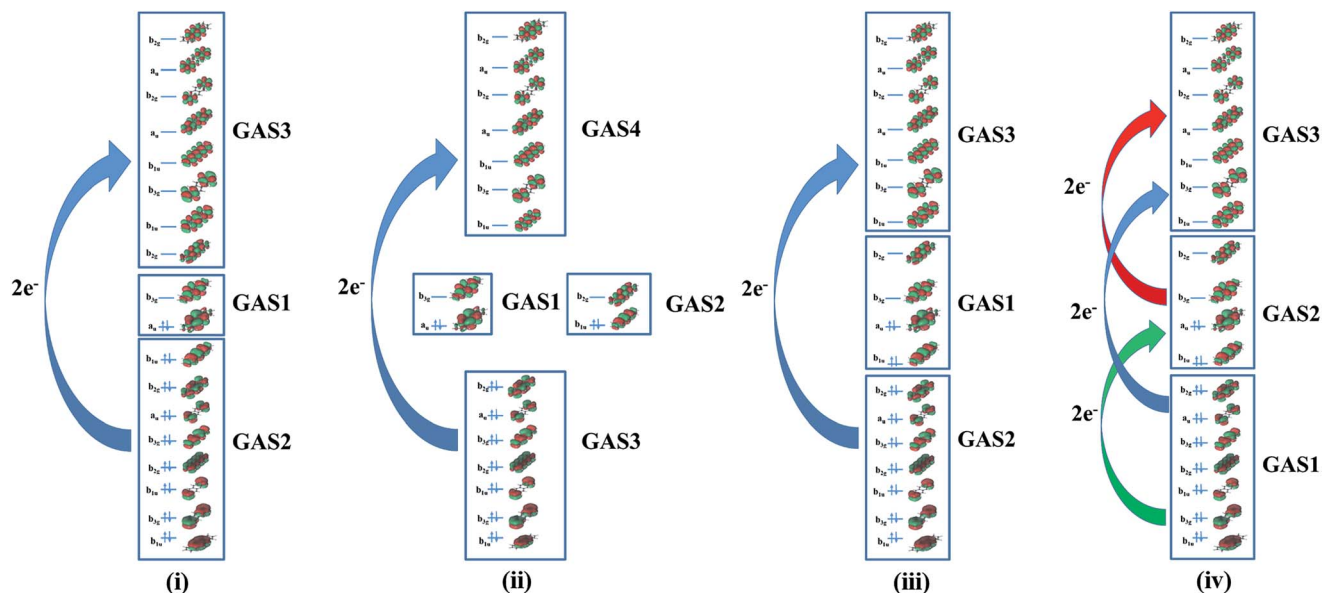 b₂g
aᵤ
b₂g
aᵤ
b₁ᵤ
b₃g
b₁ᵤ
b₂g
GAS3
2e⁻
b₃g
aᵤ
GAS1
b₁ᵤ
b₂g
aᵤ
b₃g
b₂g
b₁ᵤ
b₃g
b₁ᵤ
GAS2
(i)
b₂g
aᵤ
b₂g
aᵤ
b₁ᵤ
b₃g
b₁ᵤ
GAS4
2e⁻
b₃g
aᵤ
GAS1
b₂g
b₁ᵤ
GAS2
b₂g
aᵤ
b₃g
b₂g
b₁ᵤ
b₃g
b₁ᵤ
GAS3
(ii)
b₂g
aᵤ
b₂g
aᵤ
b₁ᵤ
b₃g
b₁ᵤ
GAS3
2e⁻
b₂g
b₃g
aᵤ
b₁ᵤ
GAS1
b₂g
aᵤ
b₃g
b₂g
b₁ᵤ
b₃g
b₁ᵤ
GAS2
(iii)
b₂g
aᵤ
b₂g
aᵤ
b₁ᵤ
b₃g
b₁ᵤ
GAS3
2e⁻
2e⁻
2e⁻
b₂g
b₃g
aᵤ
b₁ᵤ
GAS2
b₂g
aᵤ
b₃g
b₂g
b₁ᵤ
b₃g
b₁ᵤ
GAS1
(iv)